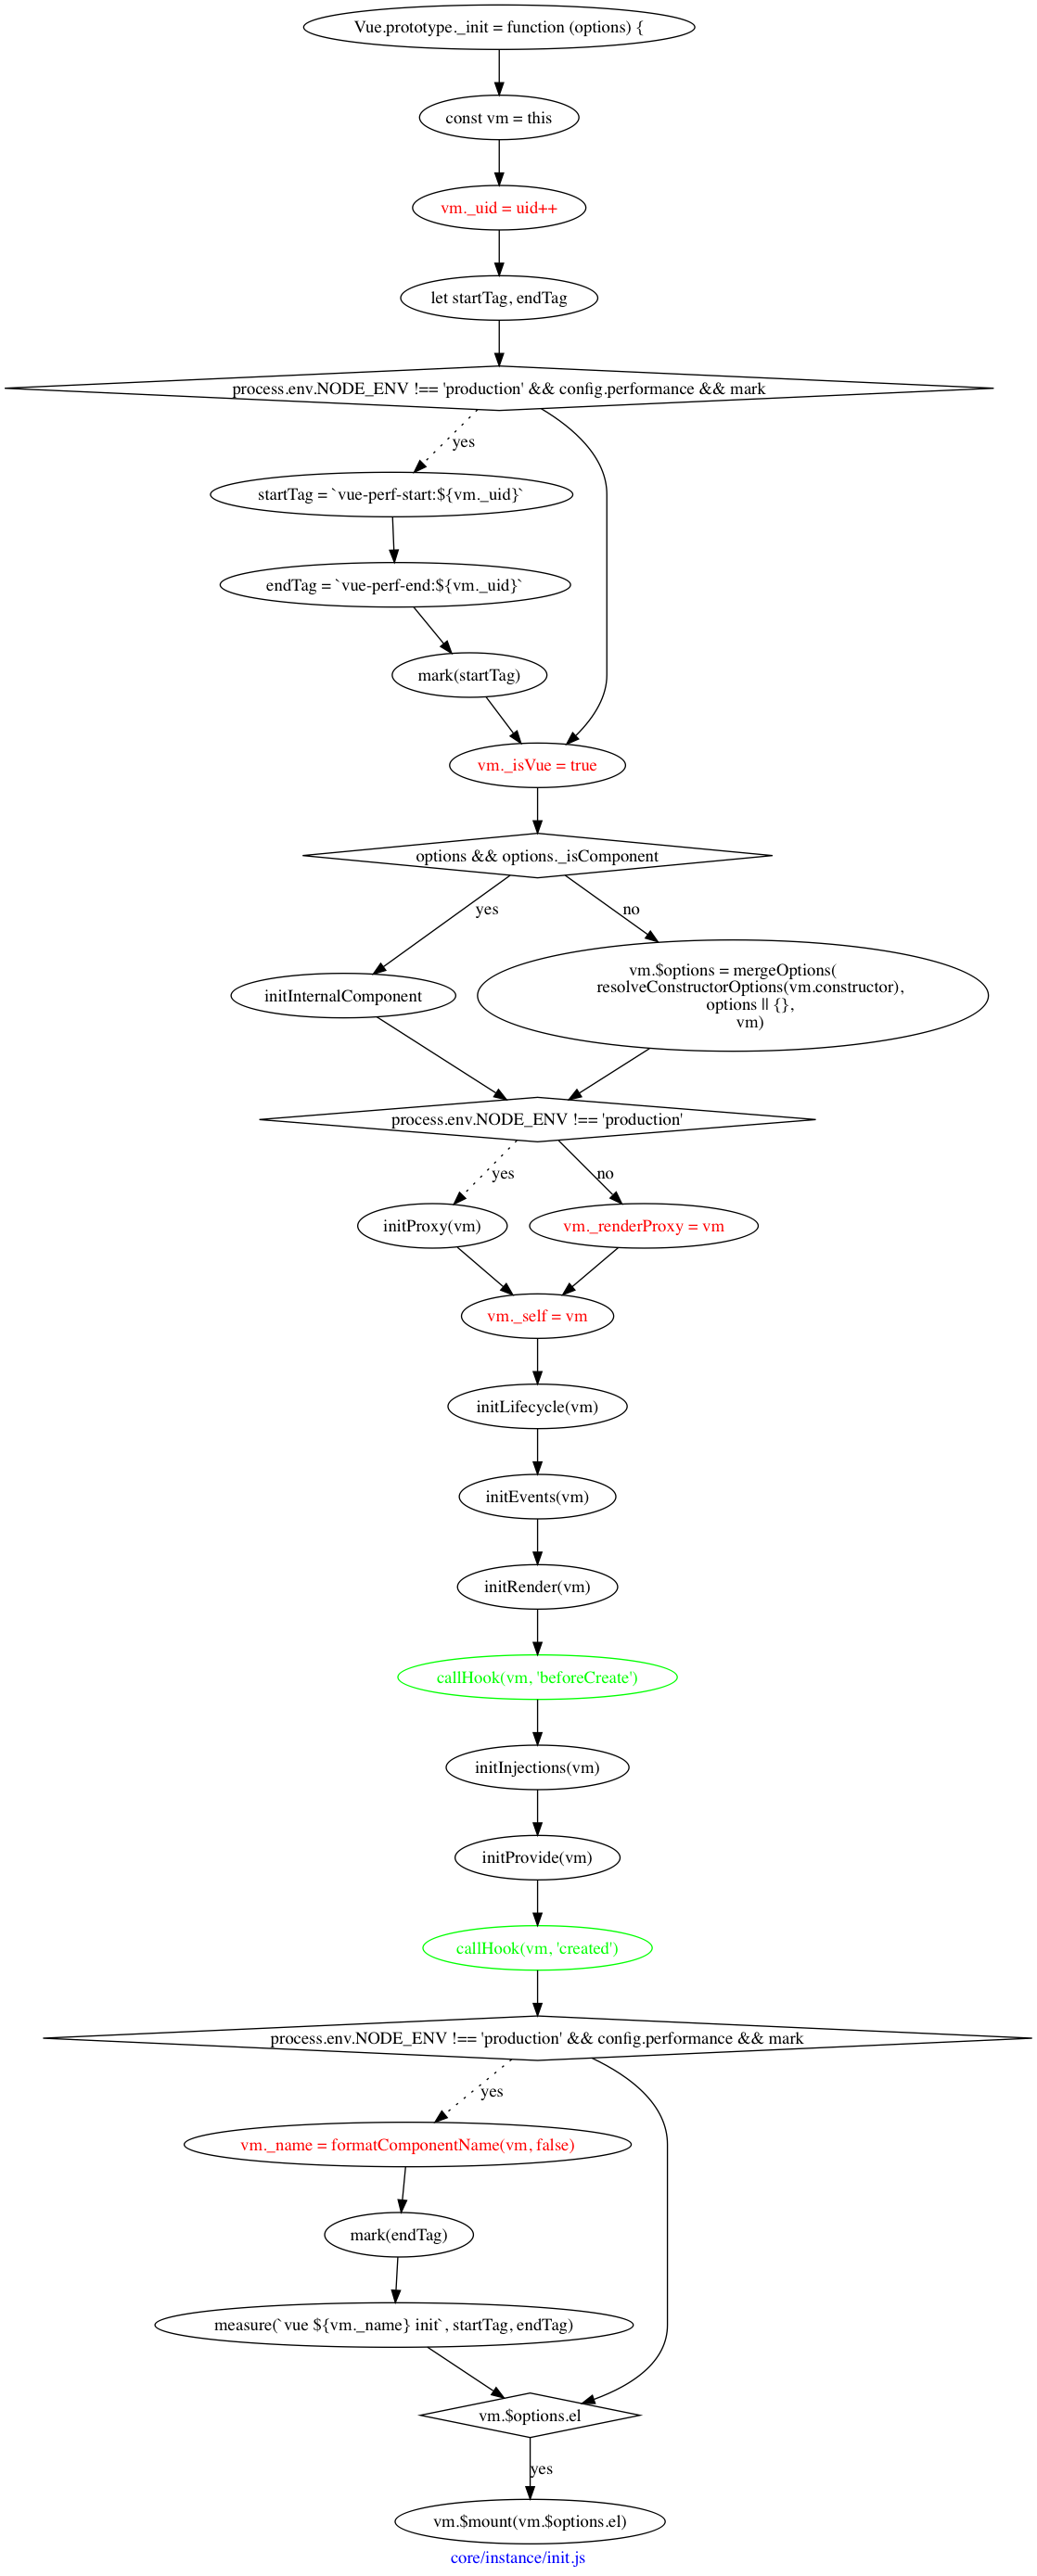 Vue.prototype._init = function (options) {
const vm = this
vm._uid = uid++
let startTag, endTag
process.env.NODE_ENV !== 'production' && config.performance && mark
yes
startTag = `vue-perf-start:${vm._uid}`
endTag = `vue-perf-end:${vm._uid}`
mark(startTag)
vm._isVue = true
options && options._isComponent
yes
no
initInternalComponent
vm.$options = mergeOptions(
resolveConstructorOptions(vm.constructor),
options || {},
vm)
process.env.NODE_ENV !== 'production'
yes
no
initProxy(vm)
vm._renderProxy = vm
vm._self = vm
initLifecycle(vm)
initEvents(vm)
initRender(vm)
callHook(vm, 'beforeCreate')
initInjections(vm)
initProvide(vm)
callHook(vm, 'created')
process.env.NODE_ENV !== 'production' && config.performance && mark
yes
vm._name = formatComponentName(vm, false)
mark(endTag)
measure(`vue ${vm._name} init`, startTag, endTag)
vm.$options.el
yes
vm.$mount(vm.$options.el)
core/instance/init.js